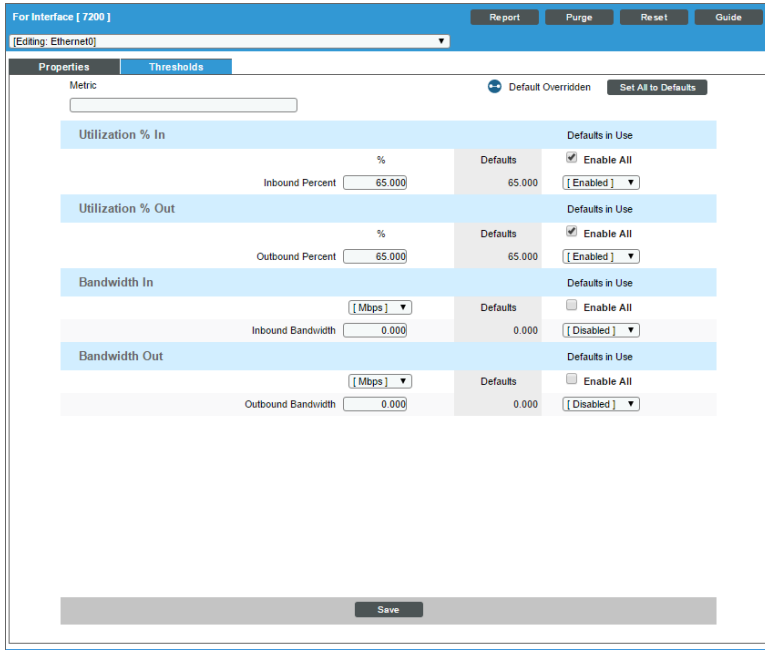 For Interface [ 7200 ] Report Purge Reset Guide
[Editing: Ethernet0]
Properties Thresholds
Metric Default Overridden Set All to Defaults
Utilization % In Defaults in Use
% Defaults Enable All
Inbound Percent 65.000 65.000 [ Enabled ]
Utilization % Out Defaults in Use
% Defaults Enable All
Outbound Percent 65.000 65.000 [ Enabled ]
Bandwidth In Defaults in Use
[ Mbps ] Defaults Enable All
Inbound Bandwidth 0.000 0.000 [ Disabled ]
Bandwidth Out Defaults in Use
[ Mbps ] Defaults Enable All
Outbound Bandwidth 0.000 0.000 [ Disabled ]
Save